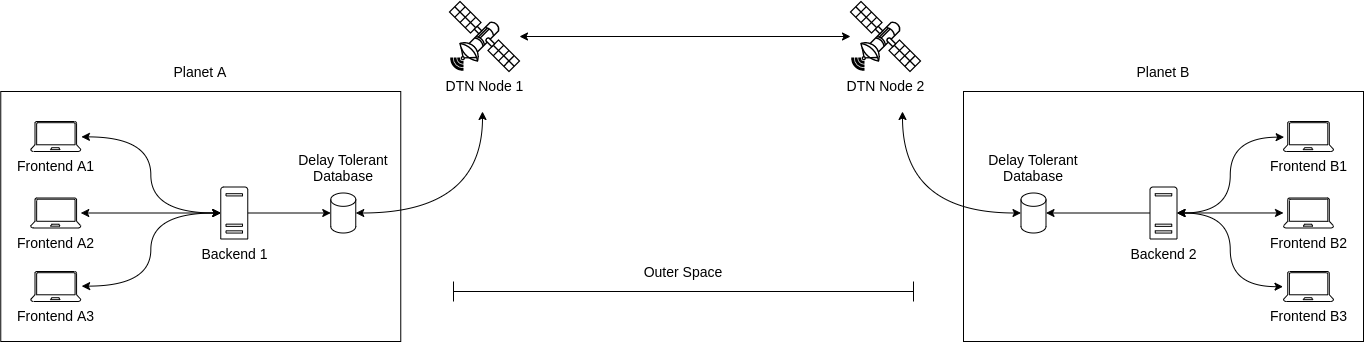 DTN Node 1
DTN Node 2
Planet A
Planet B
Frontend A1
Frontend A2
Frontend A3
Backend 1
Delay Tolerant
Database
Outer Space
Delay Tolerant
Database
Backend 2
Frontend B1
Frontend B2
Frontend B3